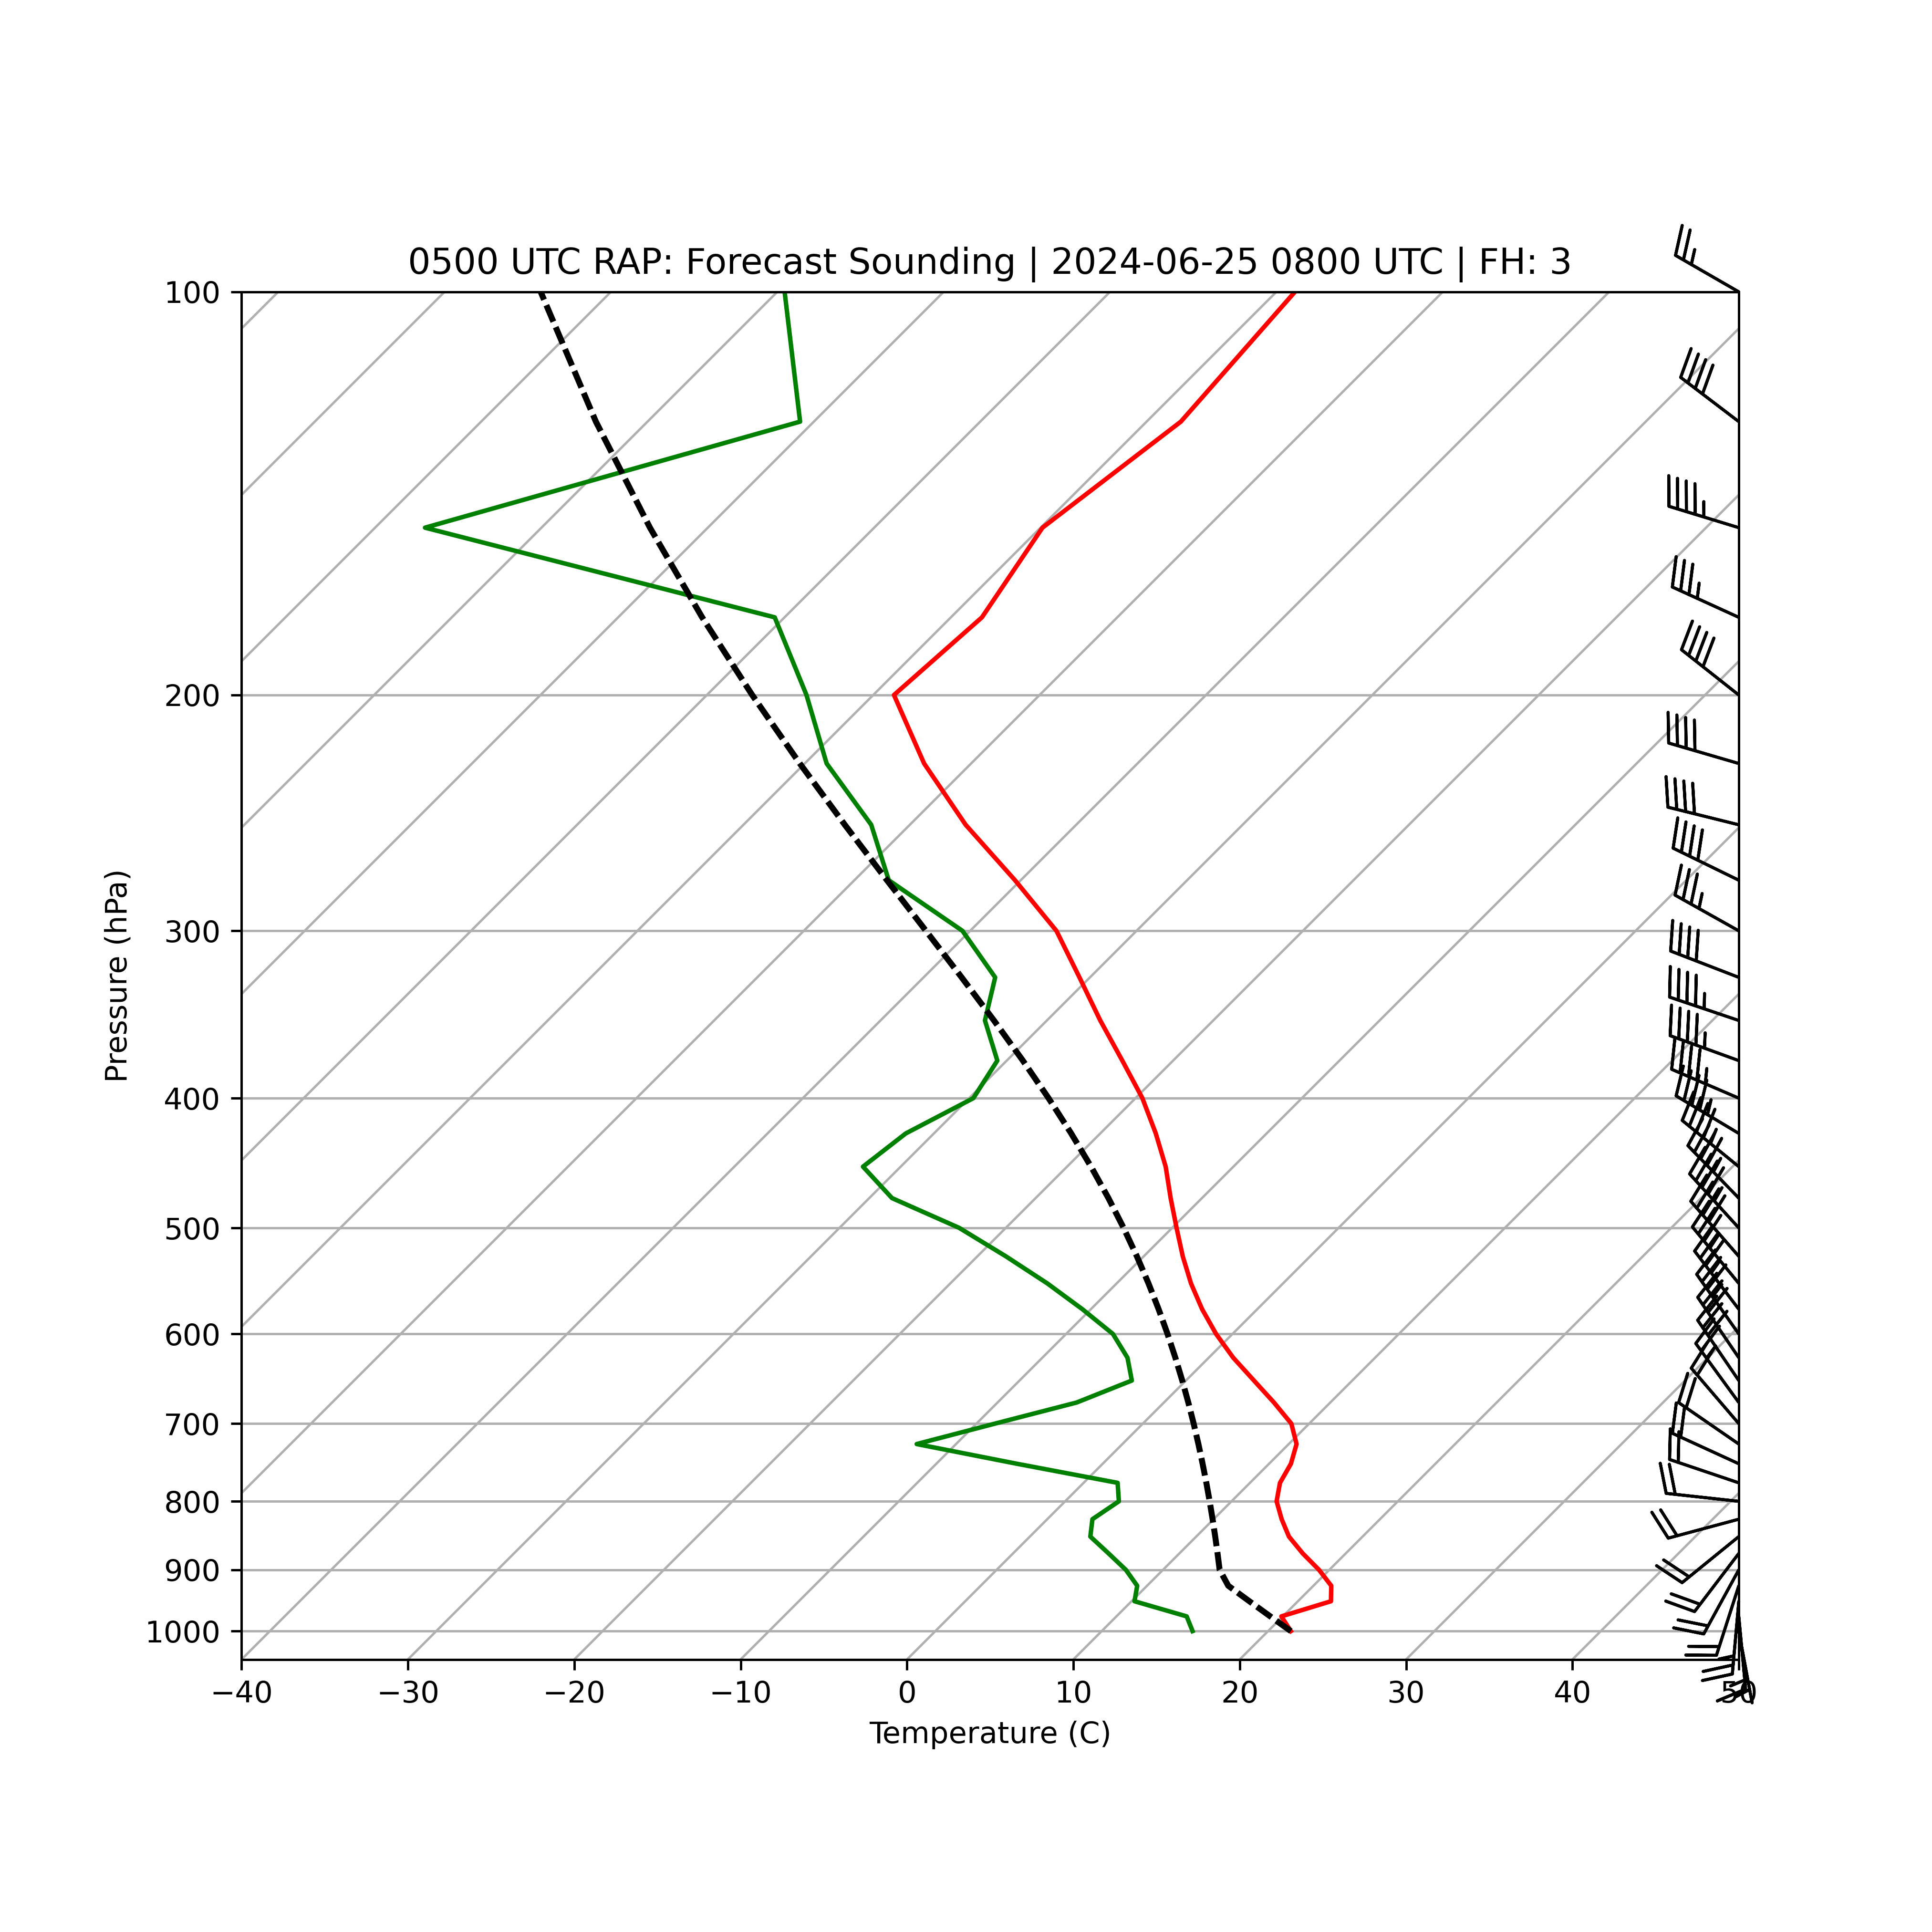 0500 UTC RAP: Forecast Sounding | 2024-06-25 0800 UTC | FH: 3
100
200
300
400
500
600
700
800
900
1000
Pressure (hPa)
−40 −30 −20 −10 0 10 20 30 40 50
Temperature (C)